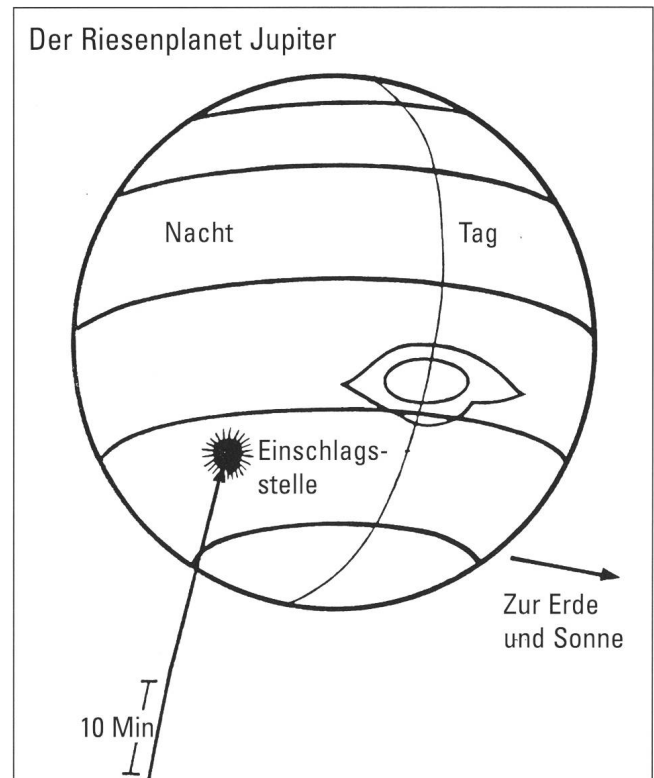 Der Riesenplanet Jupiter
Nacht
Tag
Einschlags-
stelle
Zur Erde
und Sonne
10 Min